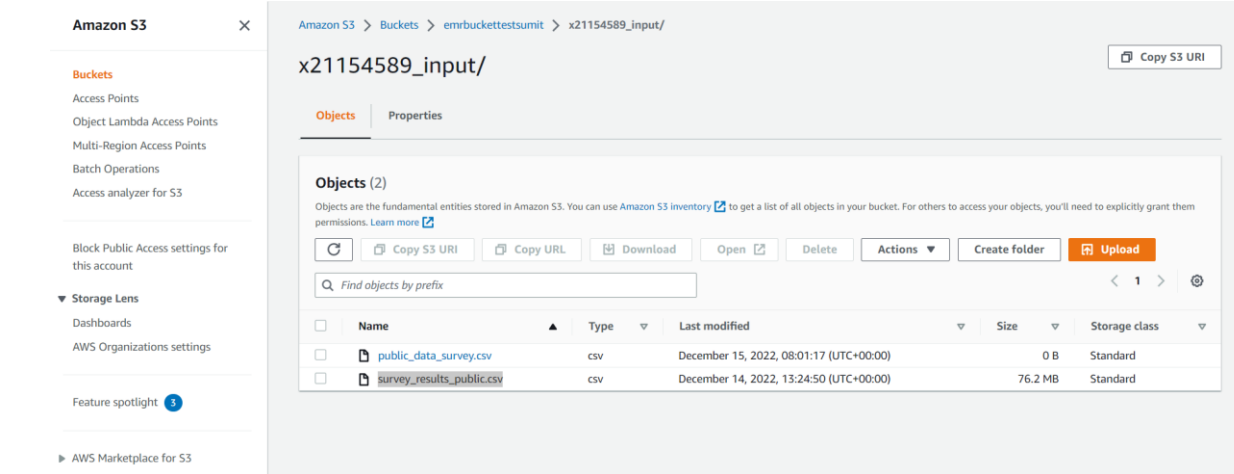 Amazon S3
Buckets
Access Points
Object Lambda Access Points
Multi-Region Access Points
Batch Operations
Access analyzer for S3
Block Public Access settings for
this account
Storage Lens
Dashboards
AWS Organizations settings
Feature spotlight 3
AWS Marketplace for S3
Amazon S3 > Buckets > emrbuckettestsumit > x21154589_input/
x21154589_input/
Copy S3 URI
Objects Properties
Objects (2)
Objects are the fundamental entities stored in Amazon S3. You can use Amazon S3 inventory to get a list of all objects in your bucket. For others to access your objects, you'll need to explicitly grant them
permissions. Learn more
Copy S3 URI Copy URL Download Open Delete Actions Create folder Upload
Find objects by prefix
1
Name Type Last modified Size Storage class
public_data_survey.csv csv December 15, 2022, 08:01:17 (UTC+00:00) 0 B Standard
survey_results_public.csv csv December 14, 2022, 13:24:50 (UTC+00:00) 76.2 MB Standard